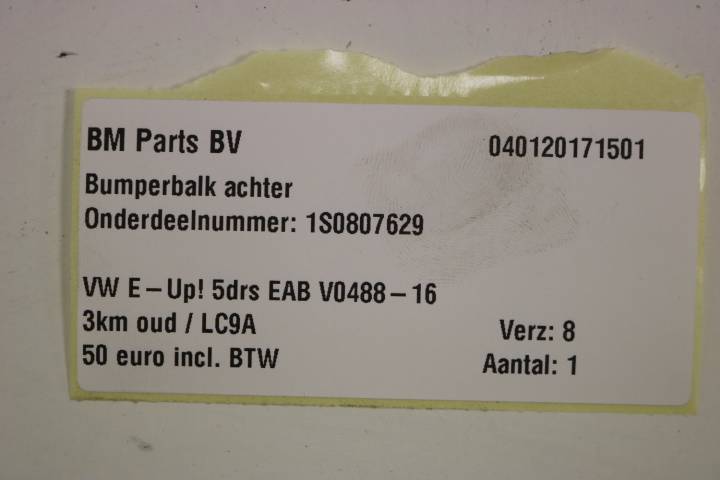 BM Parts BV 040120171501
Bumperbalk achter
Onderdeelnummer: 1S0807629
VW E-Up! 5drs EAB V0488-16
3km oud / LC9A Verz: 8
50 euro incl. BTW Aantal: 1